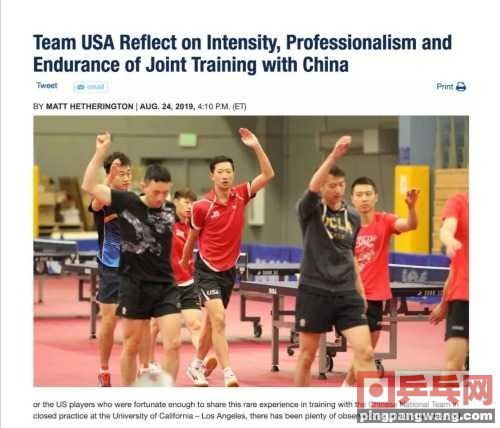 Team USA Reflect on Intensity, Professionalism and
Endurance of Joint Training with China
Tweet
email
Print
BY MATT HETHERINGTON | AUG. 24, 2019, 4:10 P.M. (ET)
UCLA
USA
or the US players who were fortunate enough to share this rare experience in training with the Chinese National Team in
closed practice at the University of California – Los Angeles, there has been plenty of
乒乓网
pingpangwang.com